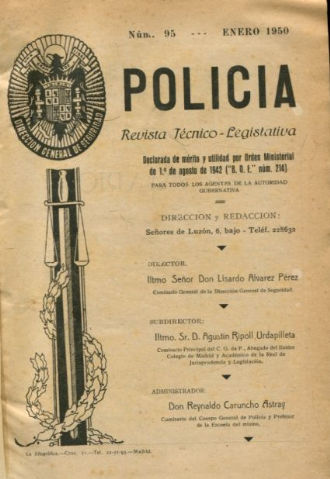 Núm. 95 --- ENERO 1950
DIRECCION GENERAL DE SEGURIDAD
POLICIA
Revista Técnico-Legislativa
Declarada de mérito y utilidad por Orden Ministerial
de 1.º de agosto de 1942 ("B. O. E." núm. 214)
PARA TODOS LOS AGENTES DE LA AUTORIDAD
GUBERNATIVA
DIRECCION y REDACCION:
Señores de Luzón, 6, bajo - Teléf. 228632
DIRECTOR:
Iltmo Señor Don Lisardo Alvarez Pérez
Comisario General de la Dirección General de Seguridad.
SUBDIRECTOR:
Iltmo. Sr. D. Agustín Ripoll Urdapilleta
Comisario Principal del C. G. de P., Abogado del Ilustre
Colegio de Madrid y Académico de la Real de
Jurisprudencia y Legislación.
ADMINISTRADOR:
Don Reynaldo Caruncho Astray
Comisario del Cuerpo General de Policía y Profesor
de la Escuela del mismo.
Madrid.